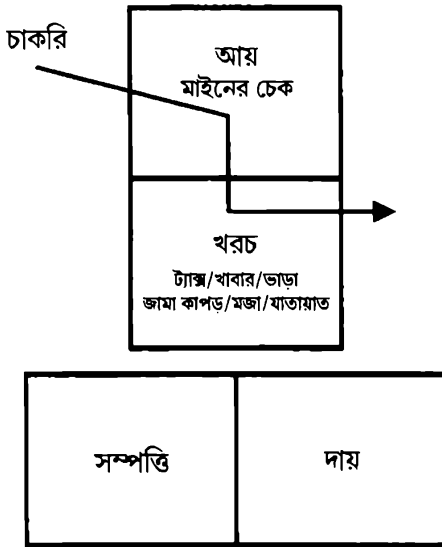 চাকরি
আয়
মাইনের চেক
খরচ
ট্যাক্স/খাবার/ভাড়া
জামা কাপড়/মজা/যাতায়াত
সম্পত্তি
দায়